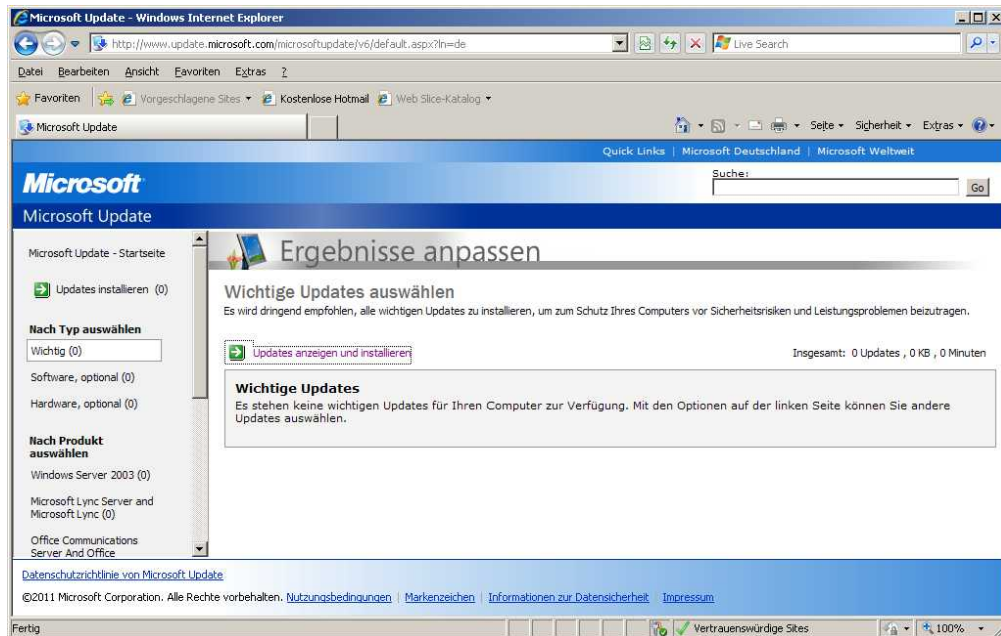 Microsoft Update - Windows Internet Explorer
http://www.update.microsoft.com/microsoftupdate/v6/default.aspx?ln=de
Live Search
Datei Bearbeiten Ansicht Favoriten Extras ?
Favoriten Vorgeschlagene Sites Kostenlose Hotmail Web Slice-Katalog
Microsoft Update
Seite Sicherheit Extras
Quick Links | Microsoft Deutschland | Microsoft Weltweit
Microsoft
Suche:
Go
Microsoft Update
Microsoft Update - Startseite
Updates installieren (0)
Nach Typ auswählen
Wichtig (0)
Software, optional (0)
Hardware, optional (0)
Nach Produkt
auswählen
Windows Server 2003 (0)
Microsoft Lync Server and
Microsoft Lync (0)
Office Communications
Server And Office
Ergebnisse anpassen
Wichtige Updates auswählen
Es wird dringend empfohlen, alle wichtigen Updates zu installieren, um zum Schutz Ihres Computers vor Sicherheitsrisiken und Leistungsproblemen beizutragen.
Updates anzeigen und installieren
Insgesamt: 0 Updates , 0 KB , 0 Minuten
Wichtige Updates
Es stehen keine wichtigen Updates für Ihren Computer zur Verfügung. Mit den Optionen auf der linken Seite können Sie andere
Updates auswählen.
Datenschutzrichtlinie von Microsoft Update
©2011 Microsoft Corporation. Alle Rechte vorbehalten. Nutzungsbedingungen | Markenzeichen | Informationen zur Datensicherheit | Impressum
Fertig
Vertrauenswürdige Sites
100%